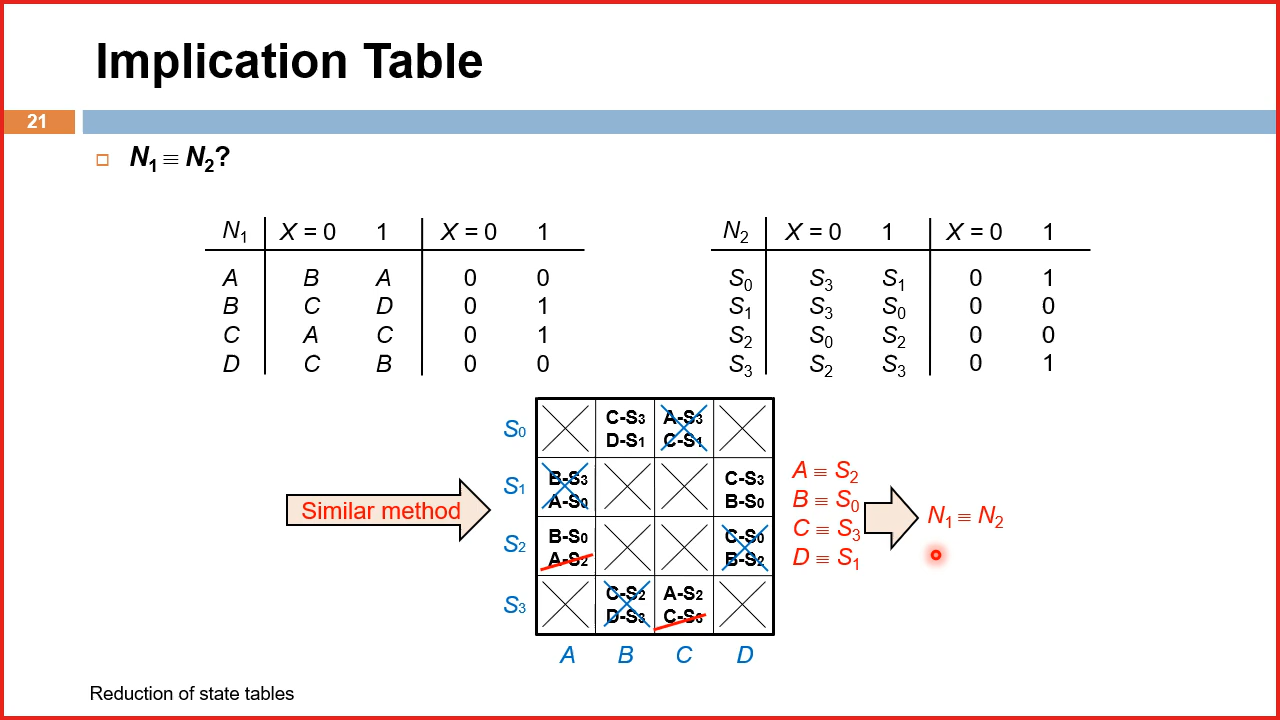 Implication Table
21
N1 ≡ N2?
N1 X = 0 1 X = 0 1
A B A 0 0
B C D 0 1
C A C 0 1
D C B 0 0
N2 X = 0 1 X = 0 1
S0 S3 S1 0 1
S1 S3 S0 0 0
S2 S0 S2 0 0
S3 S2 S3 0 1
Similar method
S0
C-S3
D-S1
A-S3
C-S1
S1
B-S3
A-S0
C-S3
B-S0
S2
B-S0
A-S2
C-S0
B-S2
S3
C-S2
D-S3
A-S2
A B C D
A ≡ S2
B ≡ S0
C ≡ S3
D ≡ S1
N1 ≡ N2
Reduction of state tables